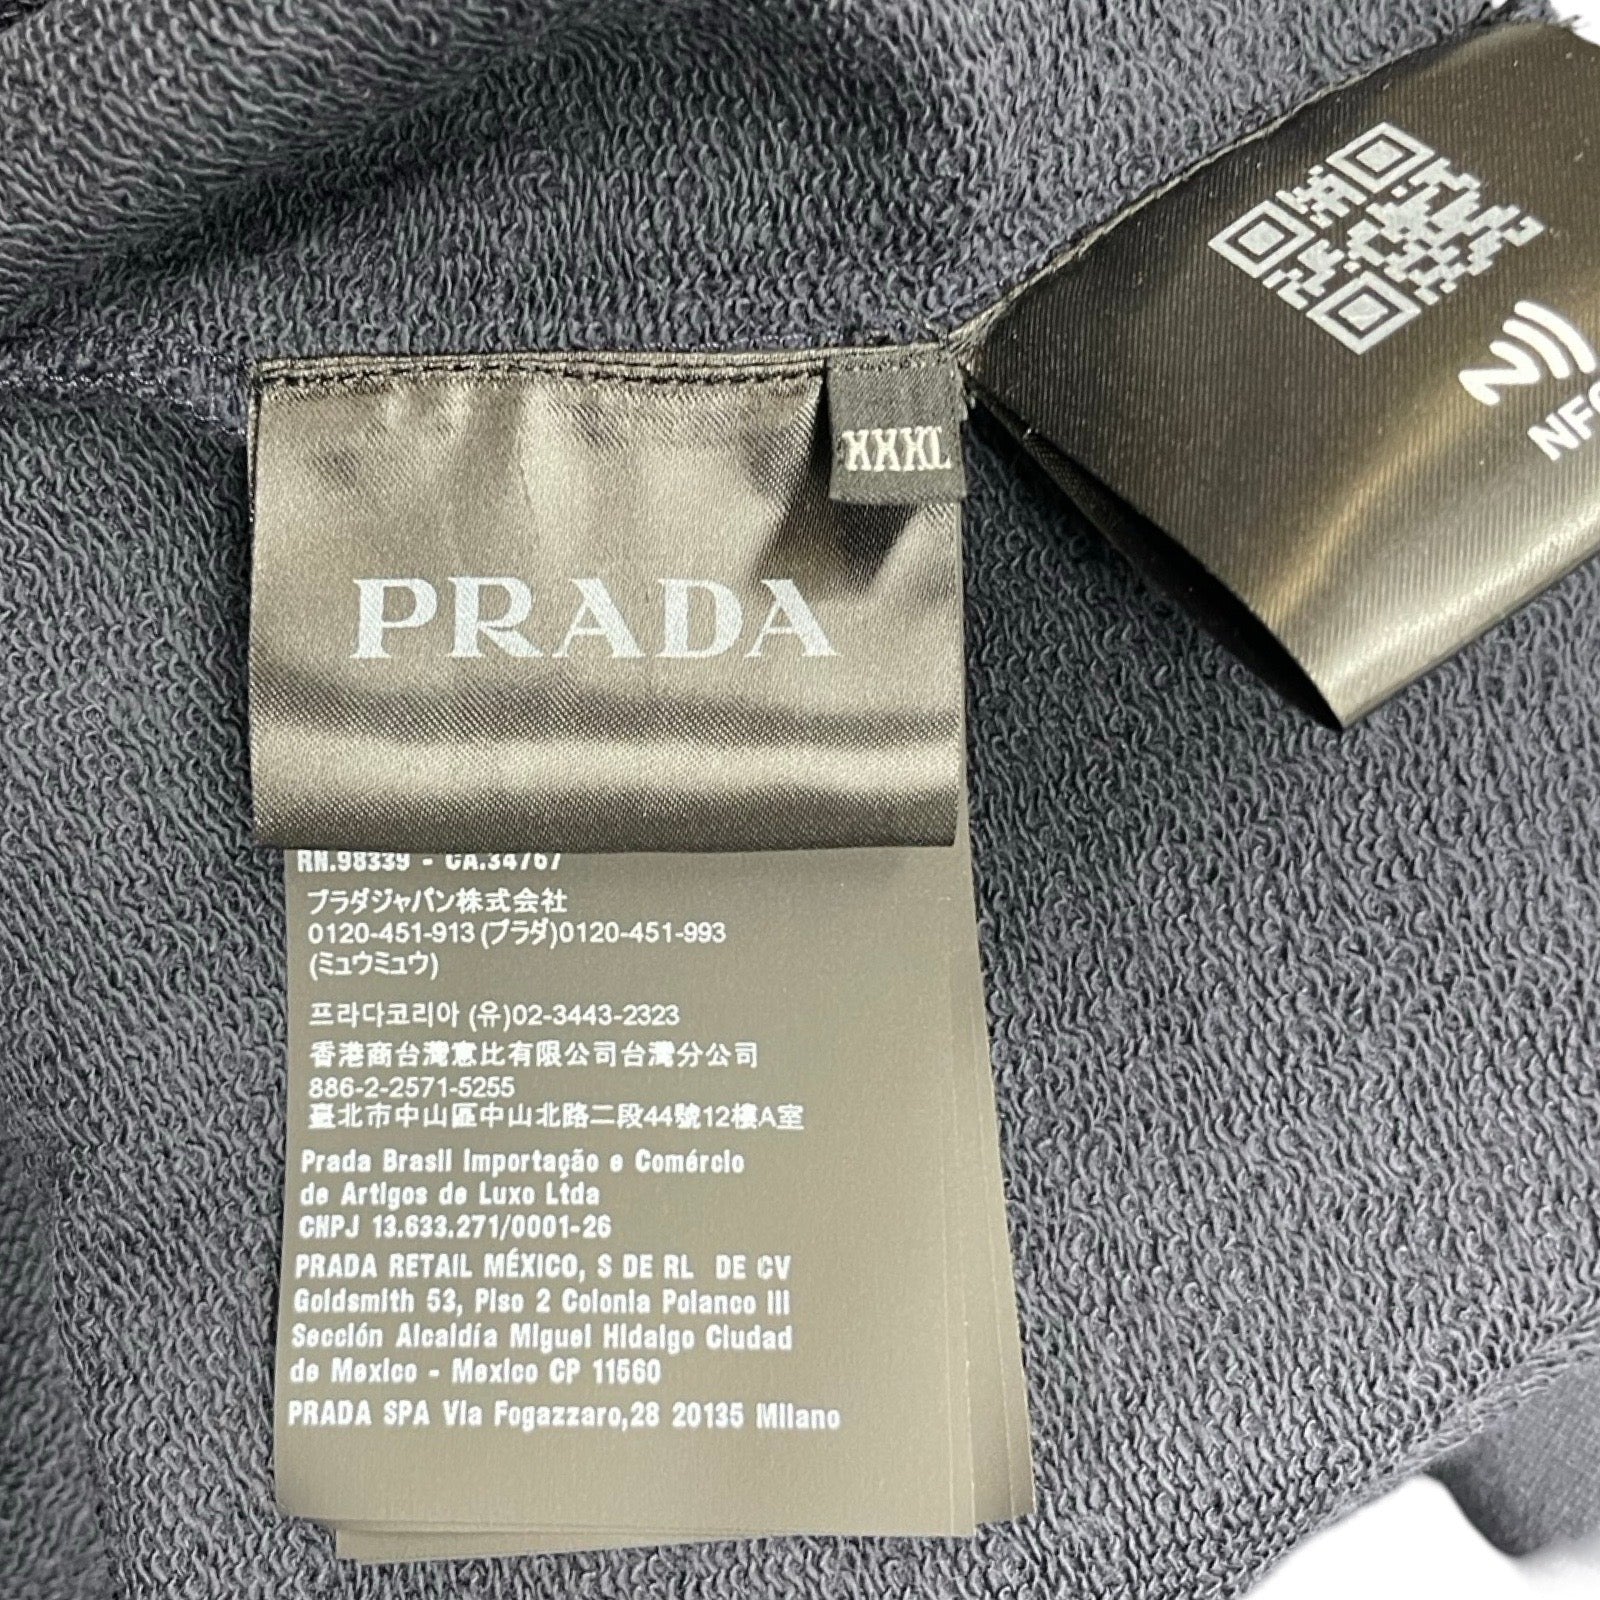 XXXL
PRADA
RN.98339 - CA.34767
プラダジャパン株式会社
0120-451-913 (プラダ)0120-451-993
(ミュウミュウ)
프라다코리아 (유)02-3443-2323
香港商台灣惠比有限公司台灣分公司
886-2-2571-5255
臺北市中山區中山北路二段44號12樓A室
Prada Brasil Importação e Comércio
de Artigos de Luxo Ltda
CNPJ 13.633.271/0001-26
PRADA RETAIL MÉXICO, S DE RL DE CV
Goldsmith 53, Piso 2 Colonia Polanco III
Sección Alcaldía Miguel Hidalgo Ciudad
de Mexico - Mexico CP 11560
PRADA SPA Via Fogazzaro,28 20135 Milano